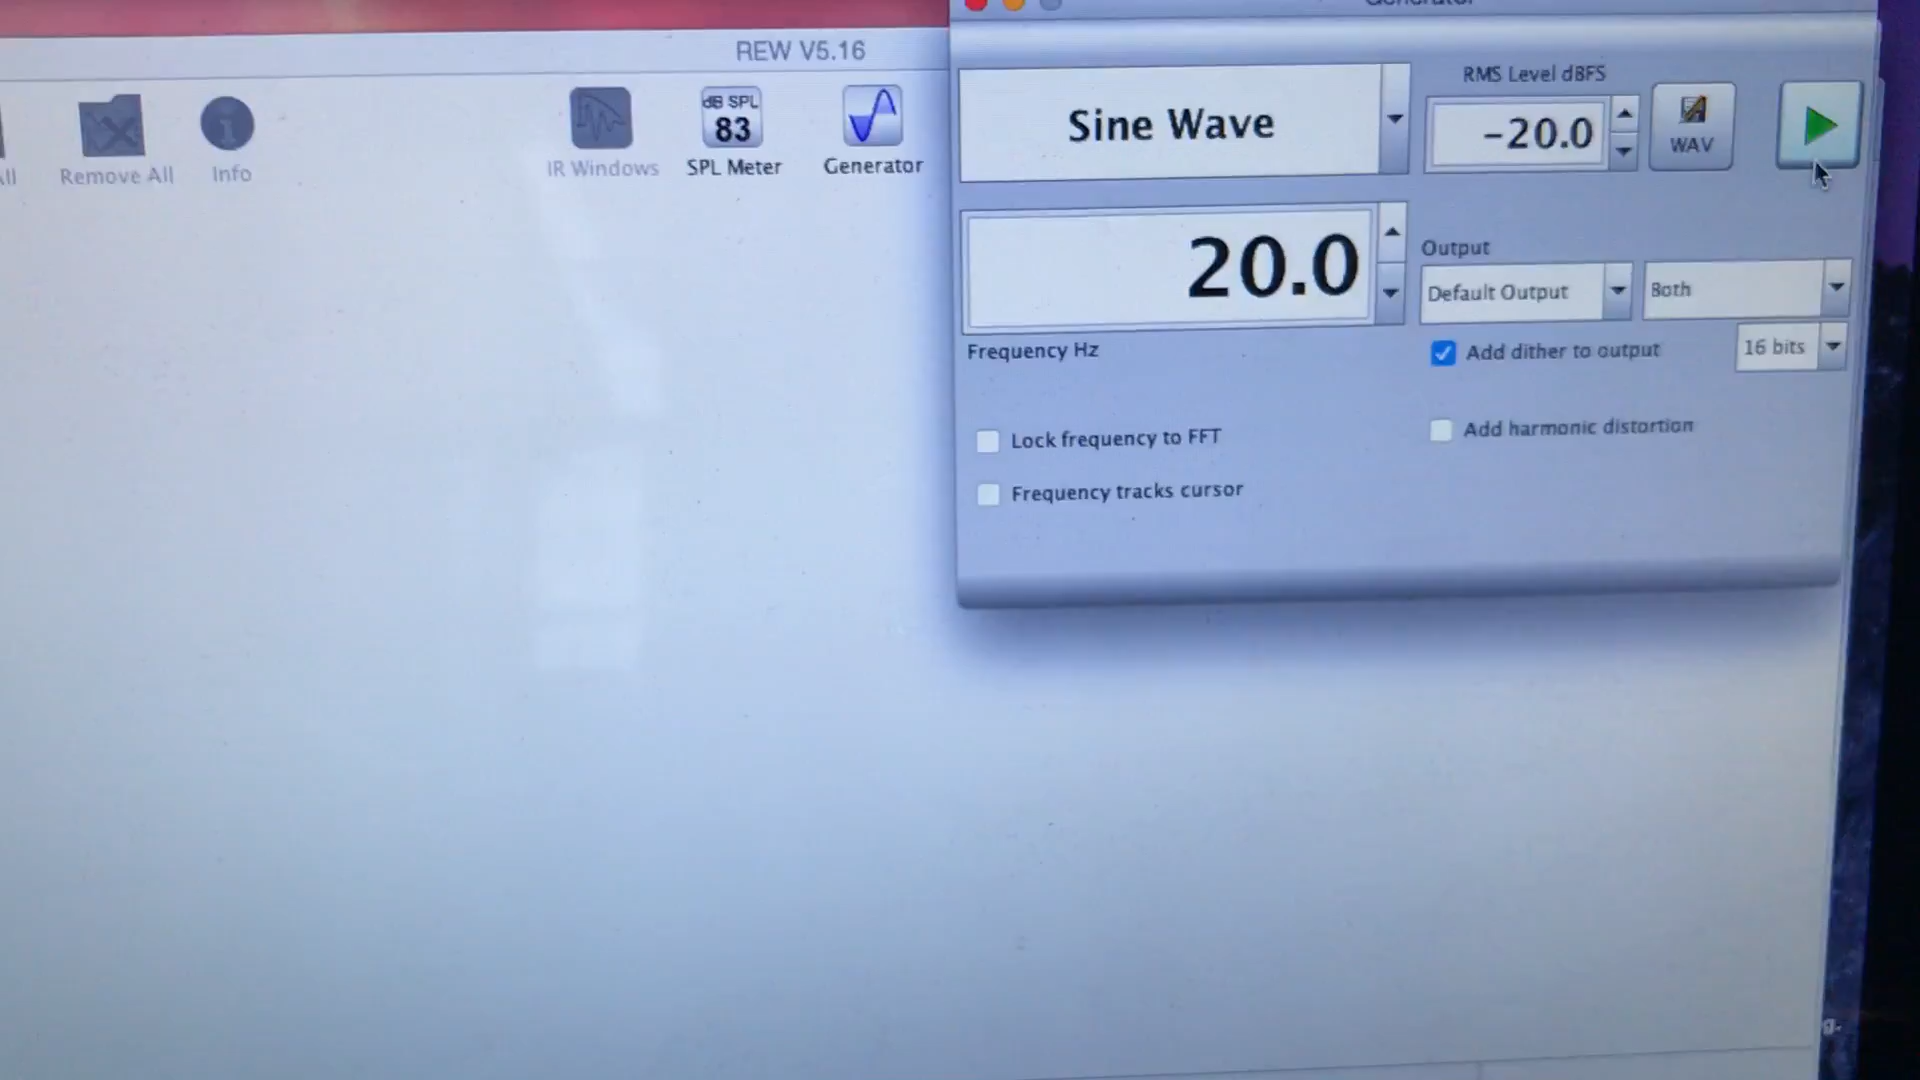 Generator
REW V5.16
Remove All
Info
IR Windows
dB SPL
83
SPL Meter
Generator
Sine Wave
RMS Level dBFS
-20.0
WAV
20.0
Frequency Hz
Output
Default Output
Both
Add dither to output
16 bits
Lock frequency to FFT
Add harmonic distortion
Frequency tracks cursor